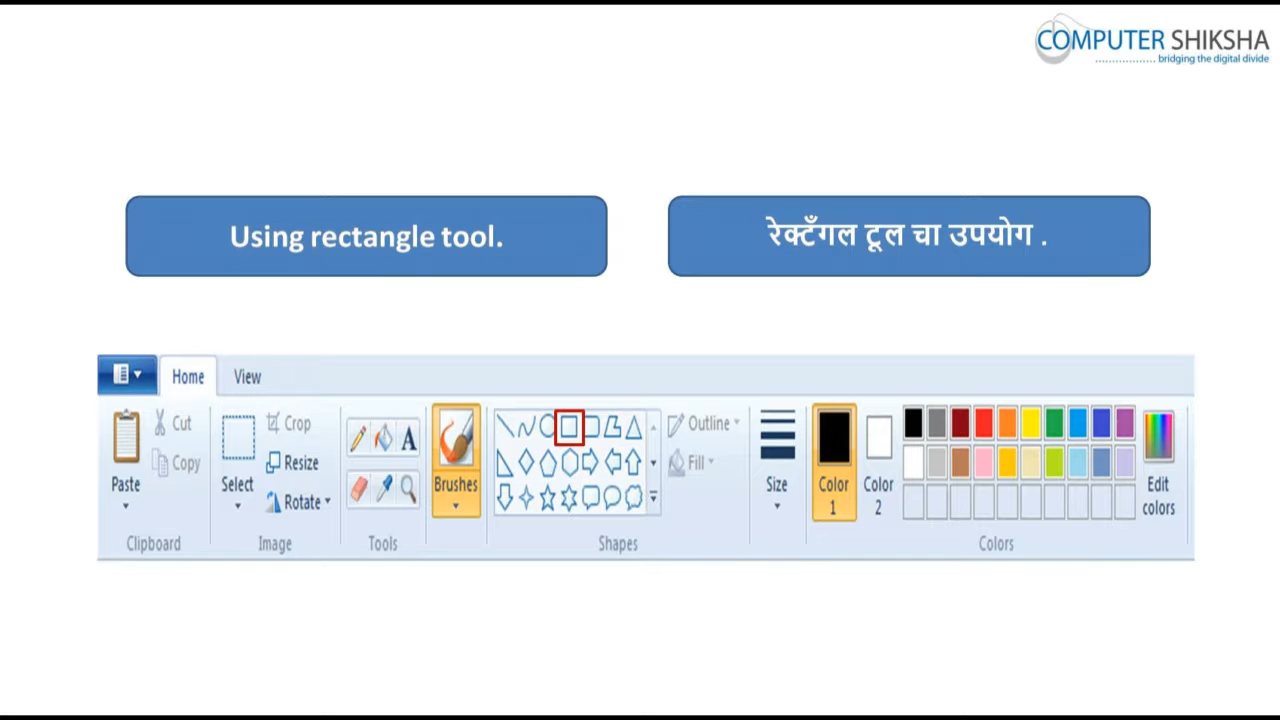 COMPUTER SHIKSHA
bridging the digital divide
Using rectangle tool.
रेक्टँगल टूल चा उपयोग .
Home View
Cut
Copy
Paste
Clipboard
Select
Crop
Resize
Rotate
Image
A
Tools
Brushes
Outline
Fill
Shapes
Size
Color 1
Color 2
Edit colors
Colors